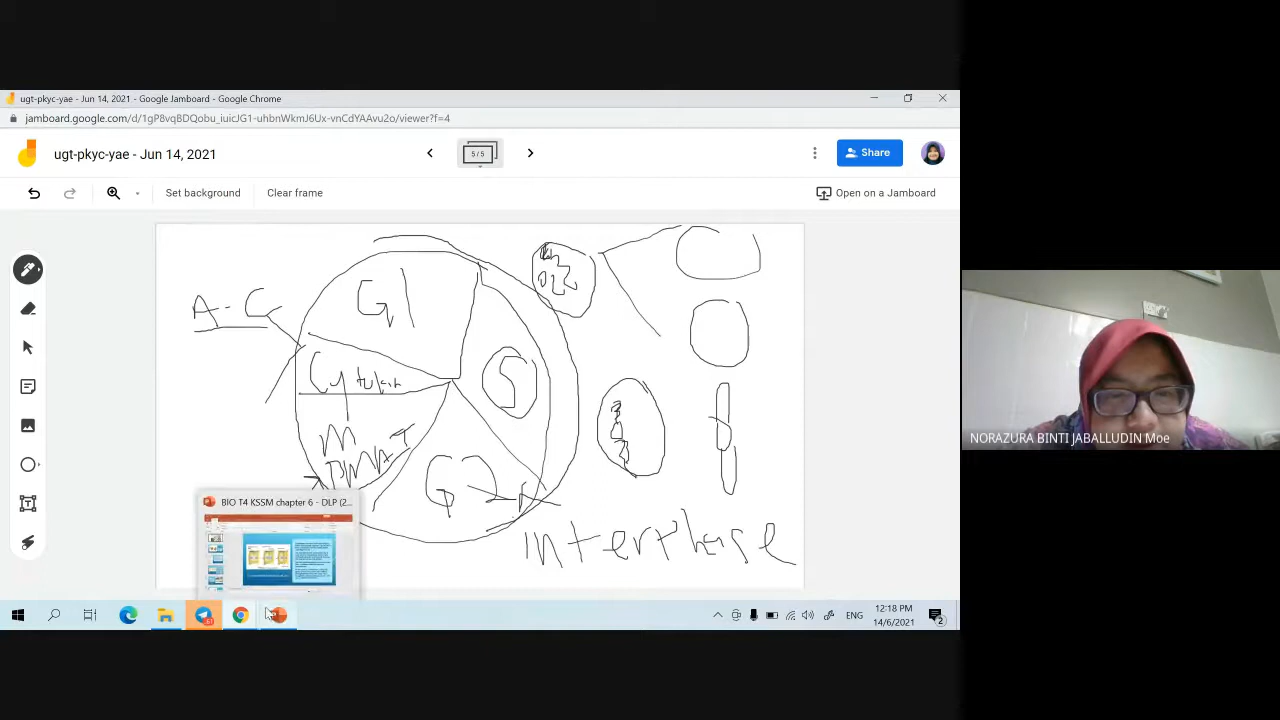 ugt-pkyc-yae - Jun 14, 2021 - Google Jamboard - Google Chrome
jamboard.google.com/d/1gP8vqBDQobu_iuicJG1-uhbnWkmJ6Ux-vnCdYAAvu2o/viewer?f=4
ugt-pkyc-yae - Jun 14, 2021
5 / 5
Share
Set background
Clear frame
Open on a Jamboard
G1
A - C
S
M
PMAT
G2
interphase
NORAZURA BINTI JABALLUDIN Moe
BIO T4 KSSM chapter 6 - DLP (2...
ENG
12:18 PM
14/6/2021
2